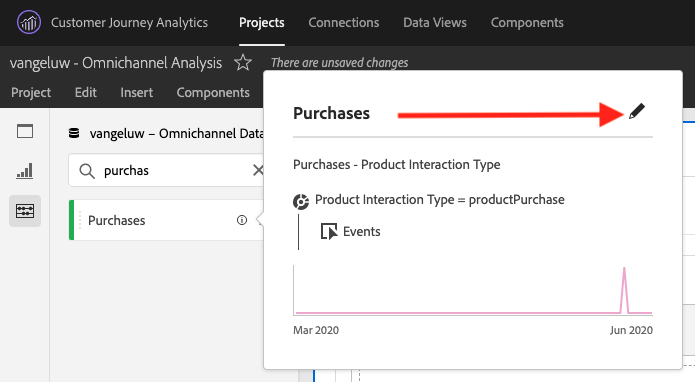 Customer Journey Analytics Projects Connections Data Views Components
vangeluw - Omnichannel Analysis There are unsaved changes
Project Edit Insert Components
Purchases
vangeluw – Omnichannel Data
purchas
Purchases - Product Interaction Type
Product Interaction Type = productPurchase
Purchases
Events
Mar 2020 Jun 2020